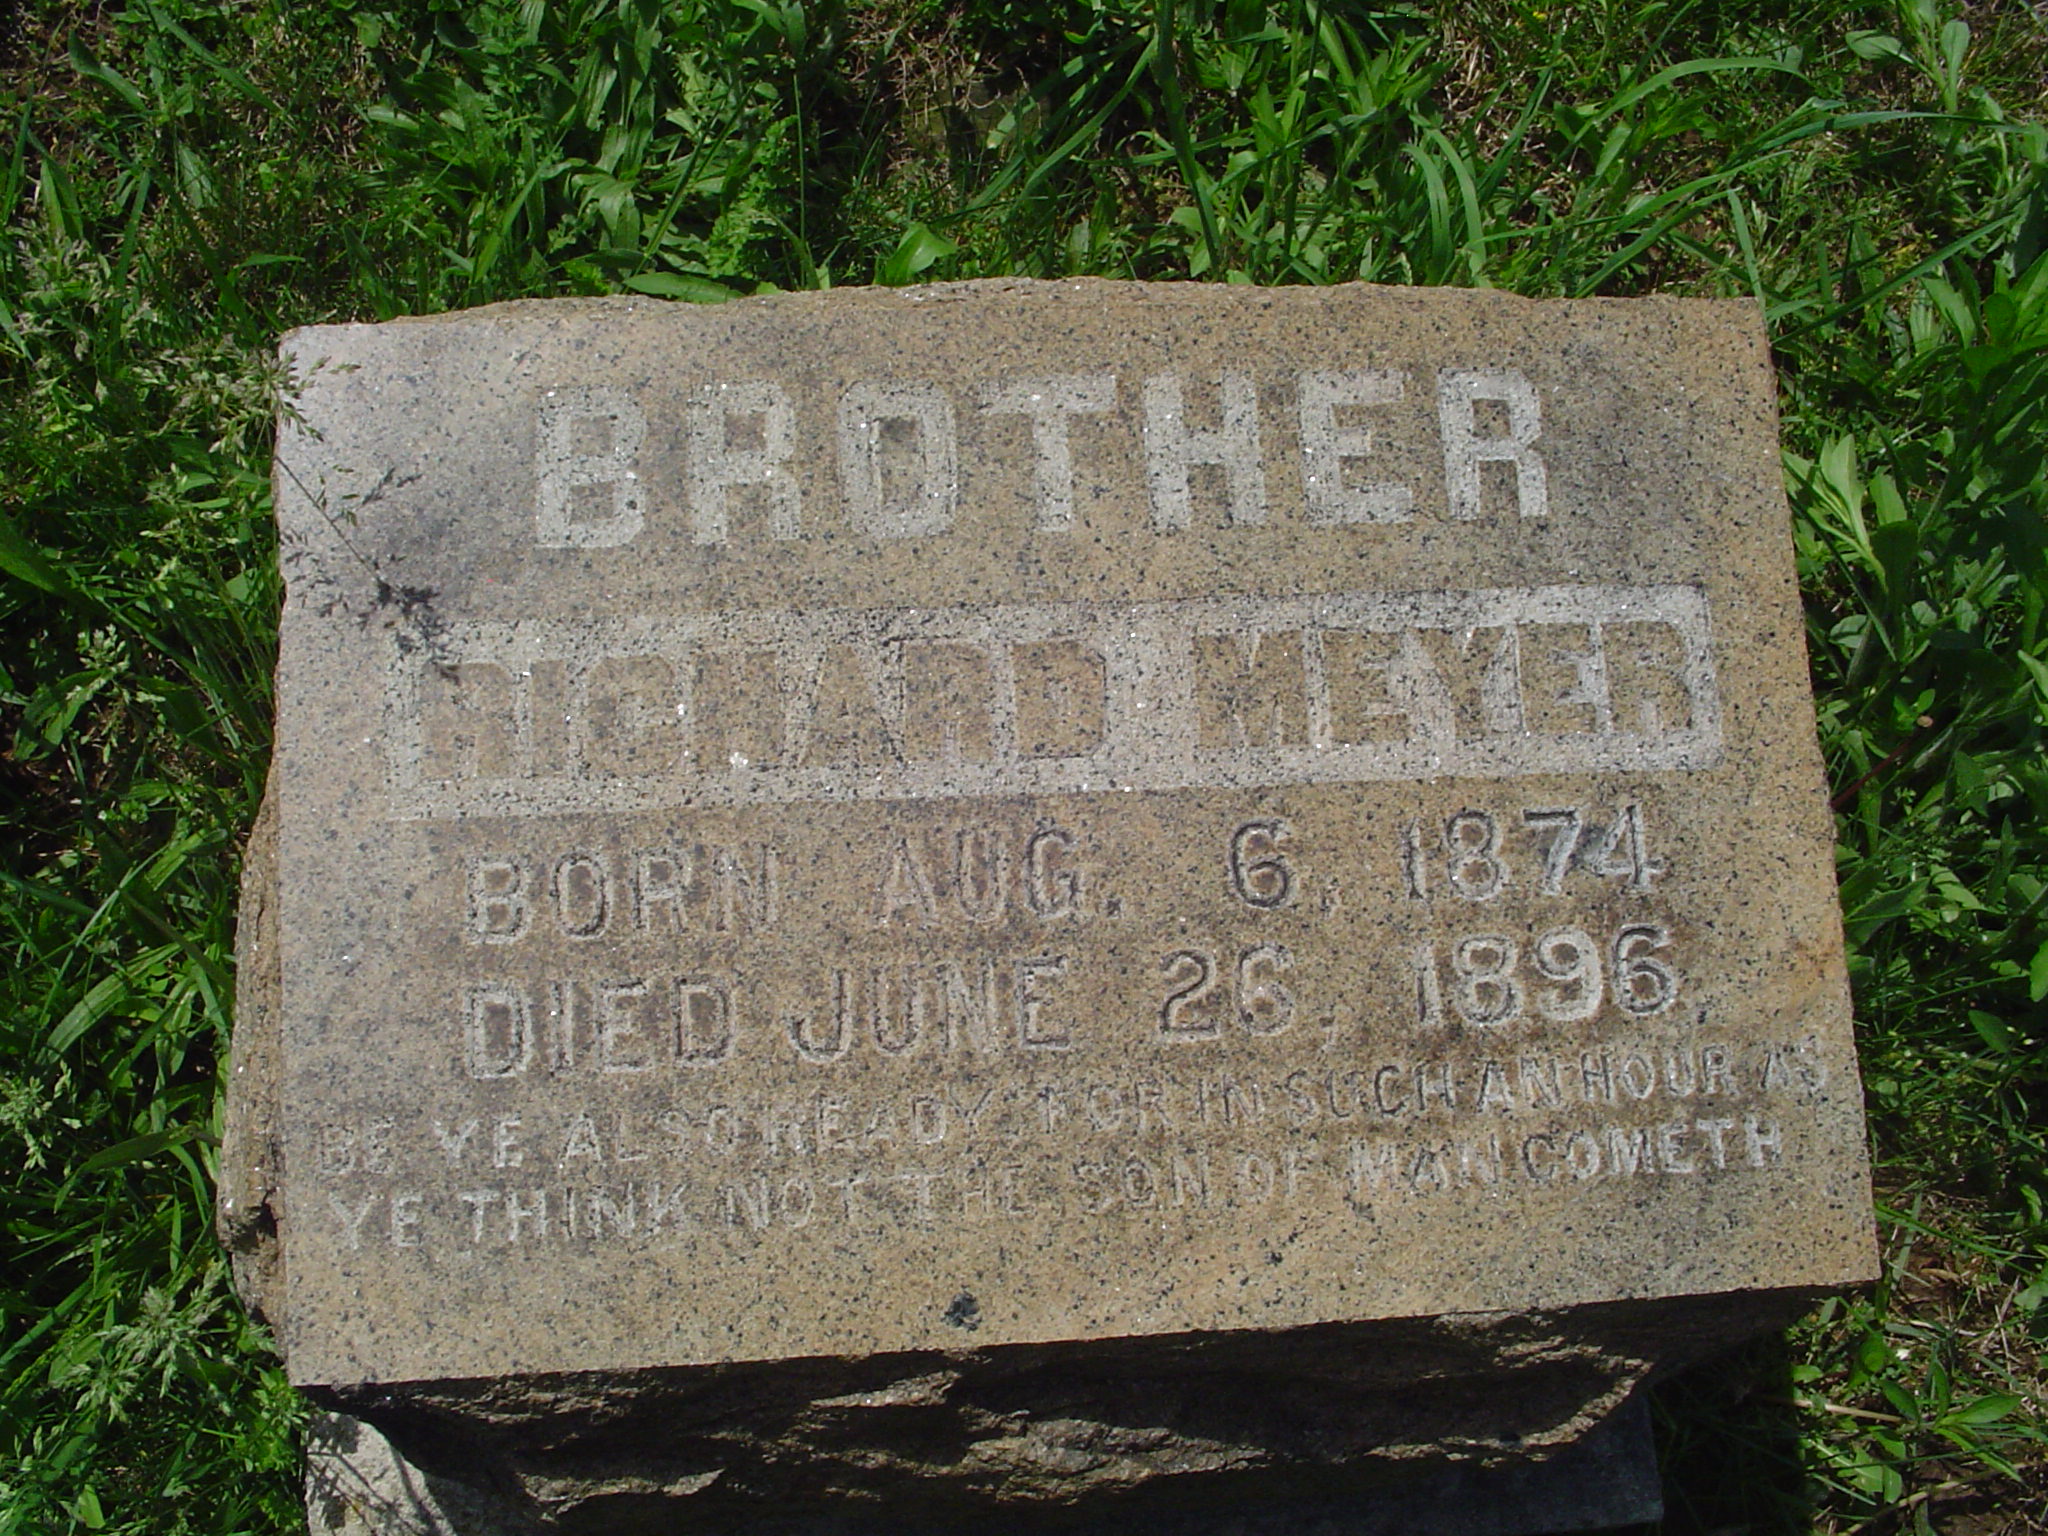 BROTHER
RICHARD MEYER
BORN AUG. 6, 1874
DIED JUNE 26, 1896
BE YE ALSO READY FOR IN SUCH AN HOUR AS
YE THINK NOT THE SON OF MAN COMETH